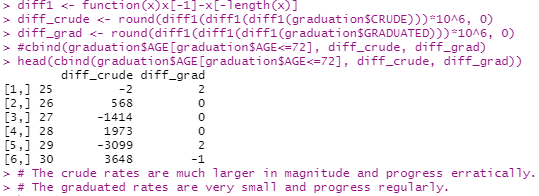 > diff1 <- function(x)x[-1]-x[-length(x)]
> diff_crude <- round(diff1(diff1(diff1(graduation$CRUDE)))*10^6, 0)
> diff_grad <- round(diff1(diff1(diff1(graduation$GRADUATED)))*10^6, 0)
> #cbind(graduation$AGE[graduation$AGE<=72], diff_crude, diff_grad)
> head(cbind(graduation$AGE[graduation$AGE<=72], diff_crude, diff_grad))
        diff_crude diff_grad
[1,] 25         -2         2
[2,] 26        568         0
[3,] 27      -1414         0
[4,] 28       1973         0
[5,] 29      -3099         2
[6,] 30       3648        -1
> # The crude rates are much larger in magnitude and progress erratically.
> # The graduated rates are very small and progress regularly.